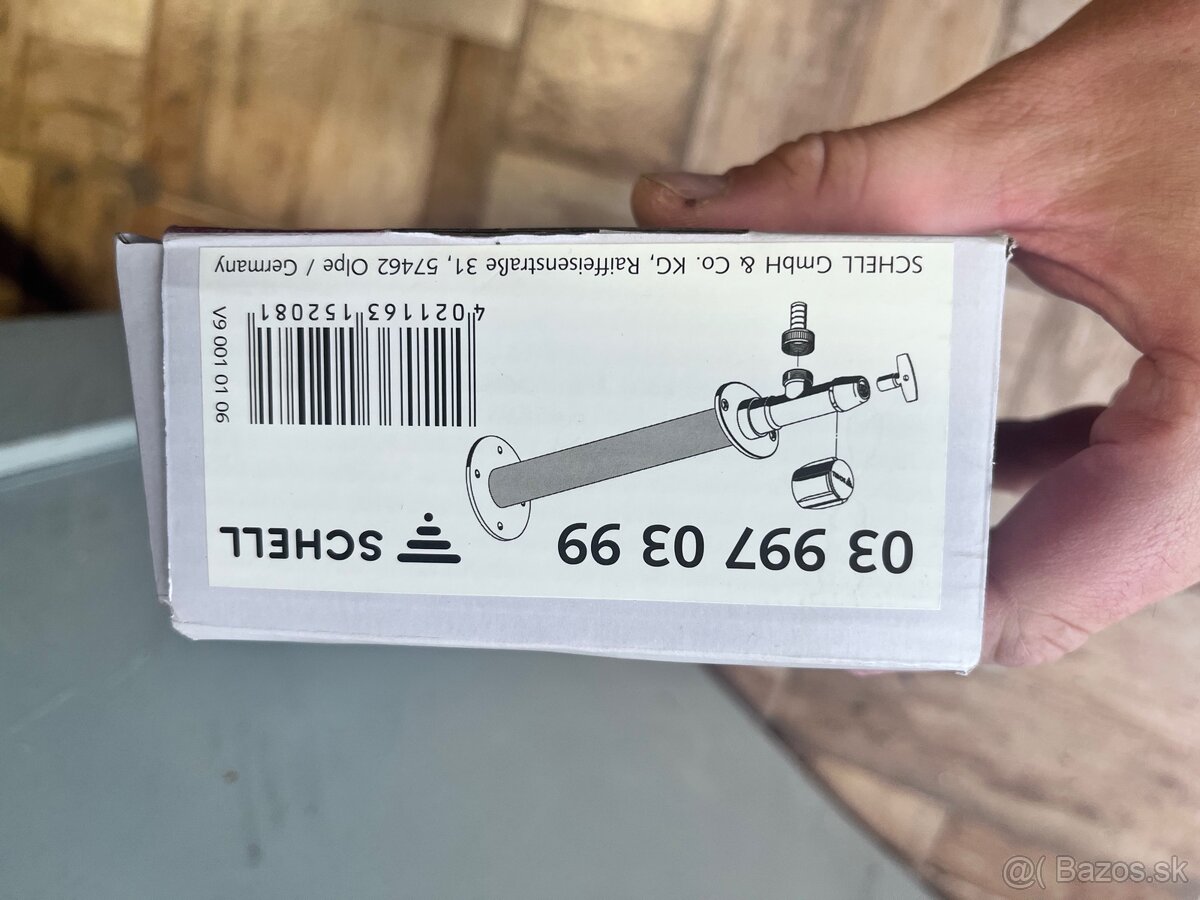 03 997 03 99
SCHELL
4 021163 152081
V9 001 01 06
SCHELL GmbH & Co. KG, Raiffeisenstraße 31, 57462 Olpe / Germany
@( Bazos.sk